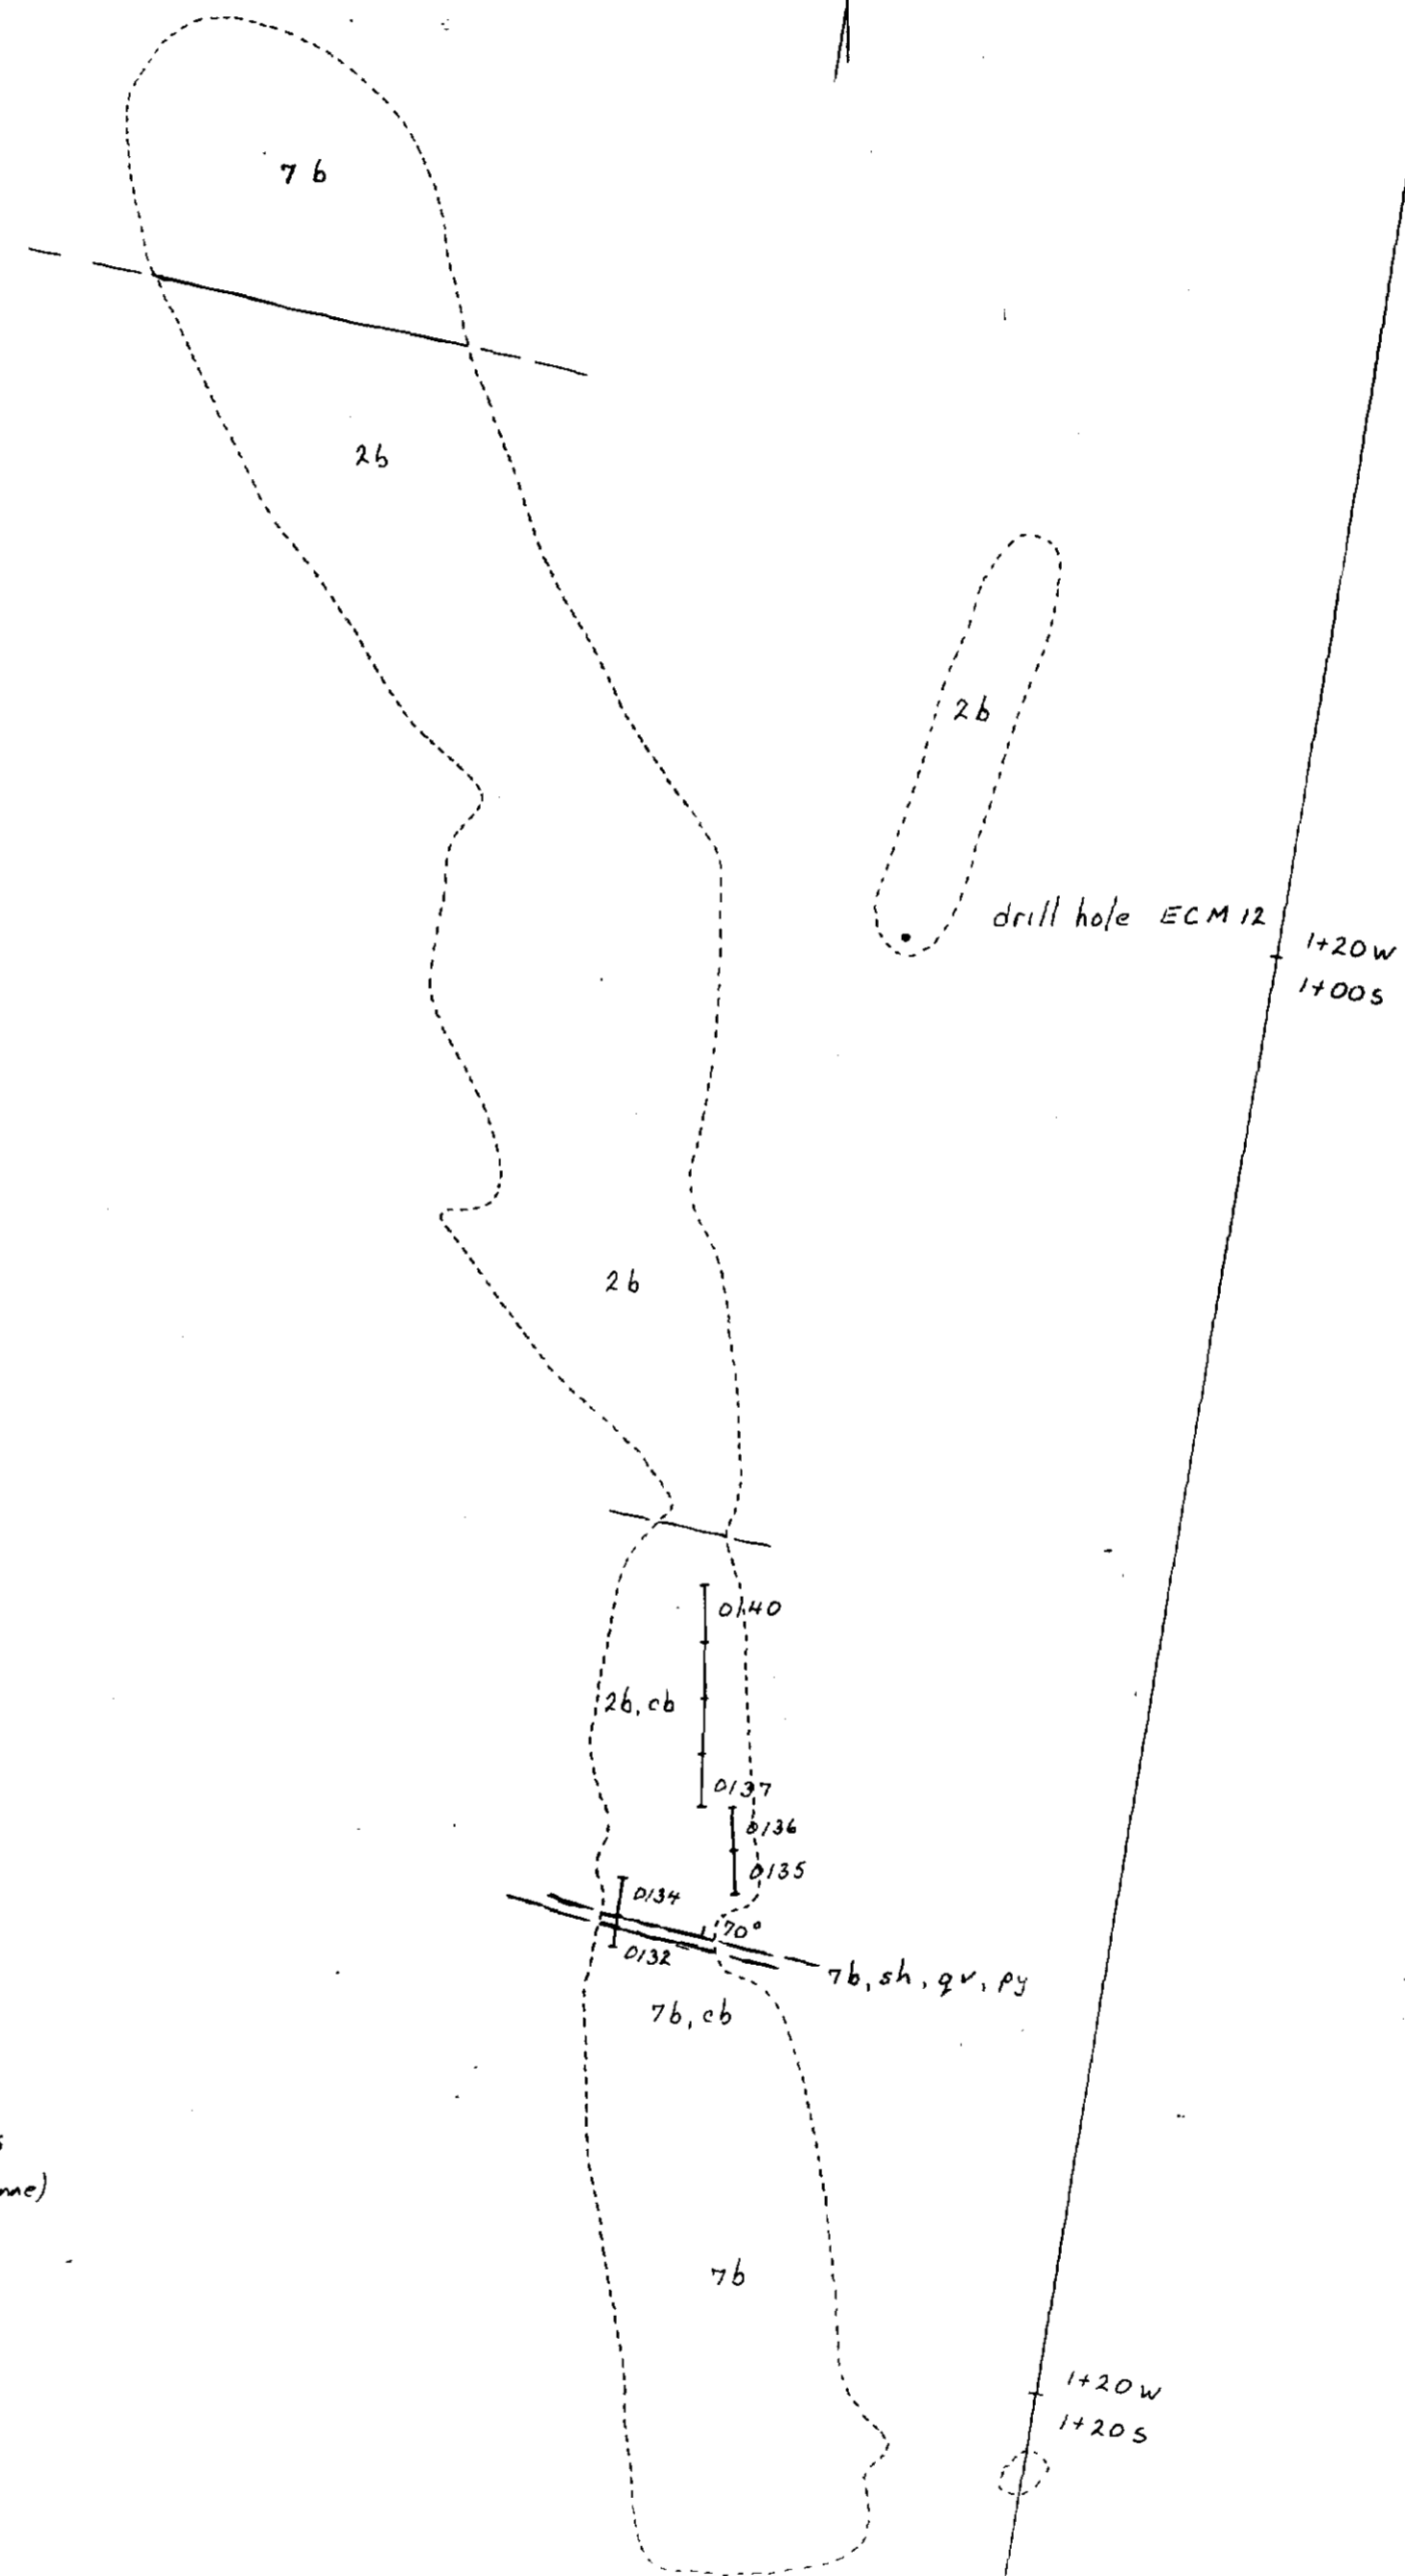 7b
2b
2b
drill hole ECM 12
1+20W
1+00S
2b
0140
2b, cb
0137
0136
0135
0134
70°
0132
7b, sh, qv, py
7b, cb
7b
1+20W
1+20S